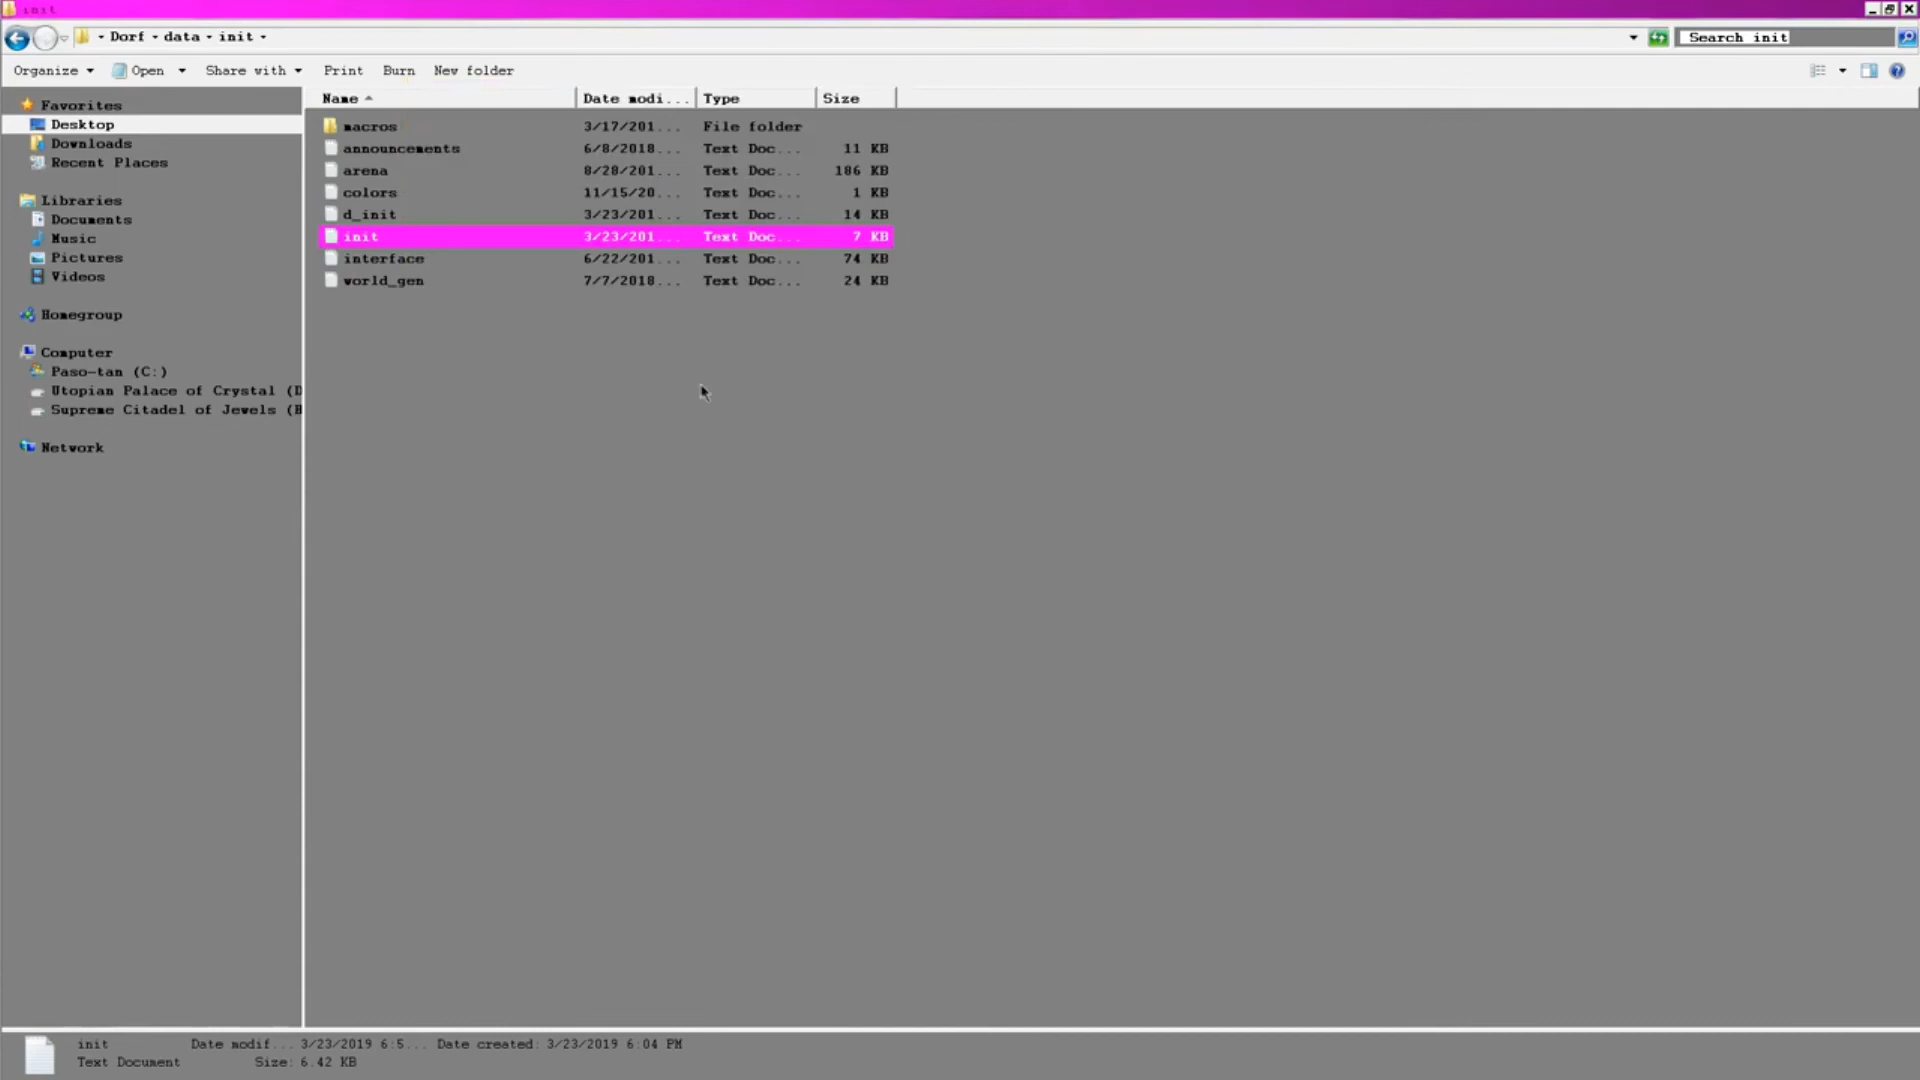 init
Dorf data init
Search init
Organize Open Share with Print Burn New folder
Favorites
Desktop
Downloads
Recent Places
Libraries
Documents
Music
Pictures
Videos
Homegroup
Computer
Paso-tan (C:)
Utopian Palace of Crystal (D
Supreme Citadel of Jewels (
Network
Name Date modi... Type Size
macros 3/17/201... File folder
announcements 6/8/2018... Text Doc... 11 KB
arena 8/28/201... Text Doc... 186 KB
colors 11/15/20... Text Doc... 1 KB
d_init 3/23/201... Text Doc... 14 KB
init 3/23/201... Text Doc... 7 KB
interface 6/22/201... Text Doc... 74 KB
world_gen 7/7/2018... Text Doc... 24 KB
init Date modif... 3/23/2019 6:5... Date created: 3/23/2019 6:04 PM
Text Document Size: 6.42 KB